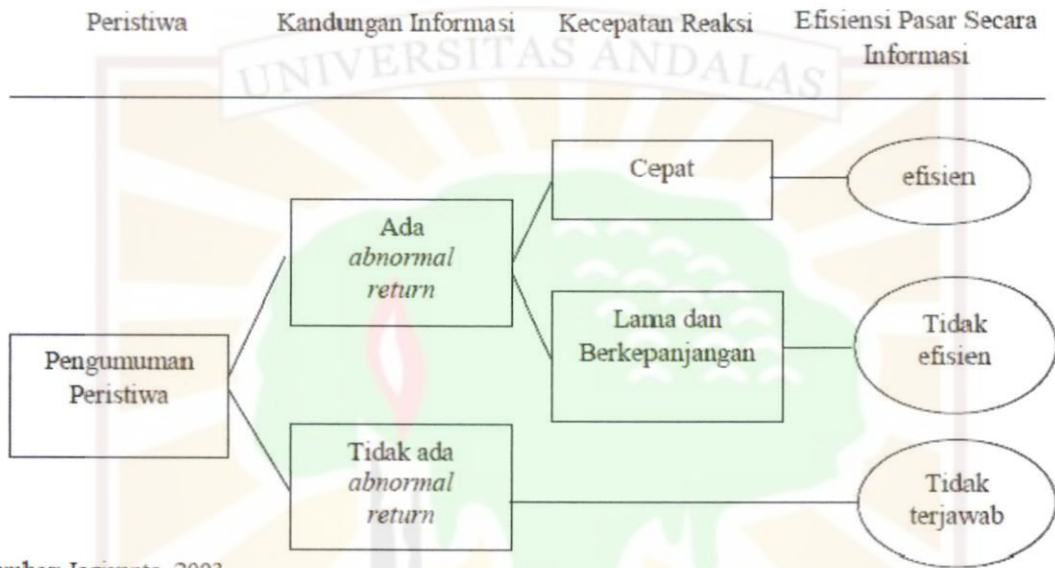 Peristiwa
Kandungan Informasi
Kecepatan Reaksi
Efisiensi Pasar Secara
Informasi
UNIVERSITAS ANDALAS
Cepat
efisien
Ada
abnormal
return
Lama dan
Berkepanjangan
Tidak
efisien
Pengumuman
Peristiwa
Tidak ada
abnormal
return
Tidak
terjawab
2003